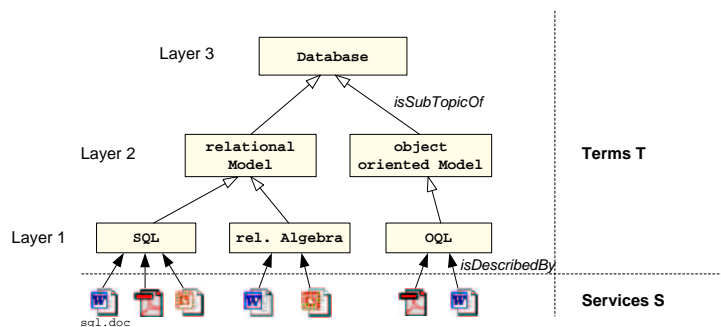 Layer 3
Database
isSubTopicOf
Layer 2
relational
Model
object
oriented Model
Terms T
Layer 1
SQL
rel. Algebra
OQL
isDescribedBy
Services S
sql.doc